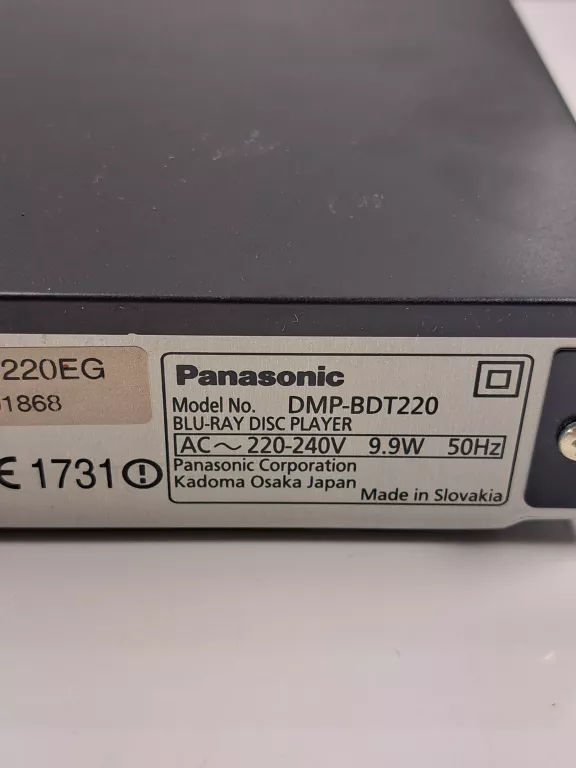 220EG
1868
CE 1731
Panasonic
Model No. DMP-BDT220
BLU-RAY DISC PLAYER
AC～220-240V 9.9W 50Hz
Panasonic Corporation
Kadoma Osaka Japan
Made in Slovakia